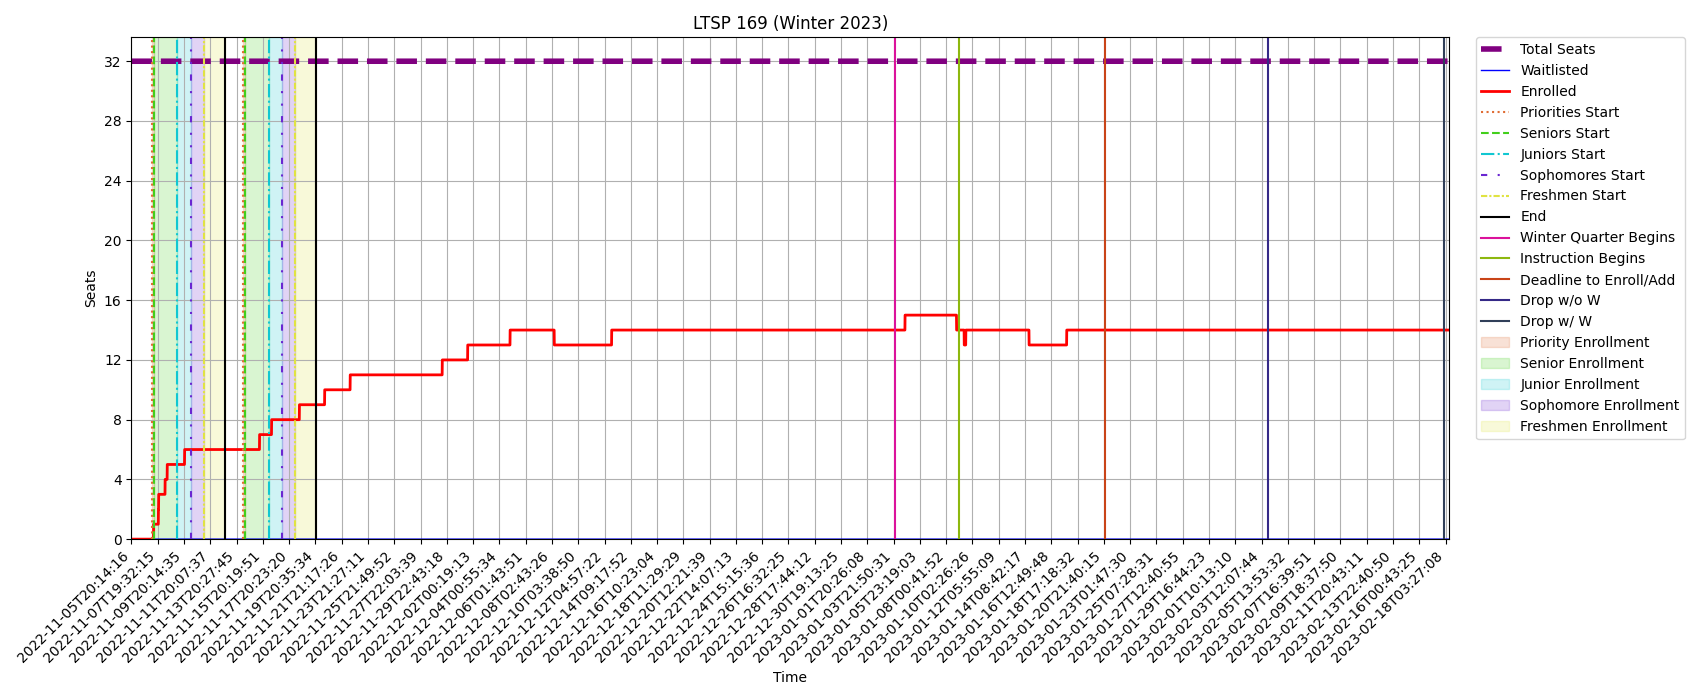 LTSP 169 (Winter 2023)
Seats
32
28
24
20
16
12
8
4
0
2022-11-05T20:14:16
2022-11-07T19:32:15
2022-11-09T20:14:35
2022-11-11T20:07:37
2022-11-13T20:27:45
2022-11-15T20:19:51
2022-11-17T20:23:20
2022-11-19T20:35:34
2022-11-21T21:17:26
2022-11-23T21:27:11
2022-11-25T21:49:52
2022-11-27T22:03:39
2022-11-29T22:43:18
2022-12-02T00:19:13
2022-12-04T00:55:34
2022-12-06T01:43:51
2022-12-08T02:43:26
2022-12-10T03:38:50
2022-12-12T04:57:22
2022-12-14T09:17:52
2022-12-16T10:23:04
2022-12-18T11:29:29
2022-12-20T12:21:39
2022-12-22T14:07:13
2022-12-24T15:15:36
2022-12-26T16:32:25
2022-12-28T17:44:12
2022-12-30T19:13:25
2023-01-01T20:26:08
2023-01-03T21:50:31
2023-01-05T23:19:03
2023-01-08T00:41:52
2023-01-10T02:26:26
2023-01-12T05:55:09
2023-01-14T08:42:17
2023-01-16T12:49:48
2023-01-18T17:18:32
2023-01-20T21:40:15
2023-01-23T01:47:30
2023-01-25T07:28:31
2023-01-27T12:40:55
2023-01-29T16:44:23
2023-02-01T10:13:10
2023-02-03T12:07:44
2023-02-05T13:53:32
2023-02-07T16:39:51
2023-02-09T18:37:50
2023-02-11T20:43:11
2023-02-13T22:40:50
2023-02-16T00:43:25
2023-02-18T03:27:08
Time
Total Seats
Waitlisted
Enrolled
Priorities Start
Seniors Start
Juniors Start
Sophomores Start
Freshmen Start
End
Winter Quarter Begins
Instruction Begins
Deadline to Enroll/Add
Drop w/o W
Drop w/ W
Priority Enrollment
Senior Enrollment
Junior Enrollment
Sophomore Enrollment
Freshmen Enrollment